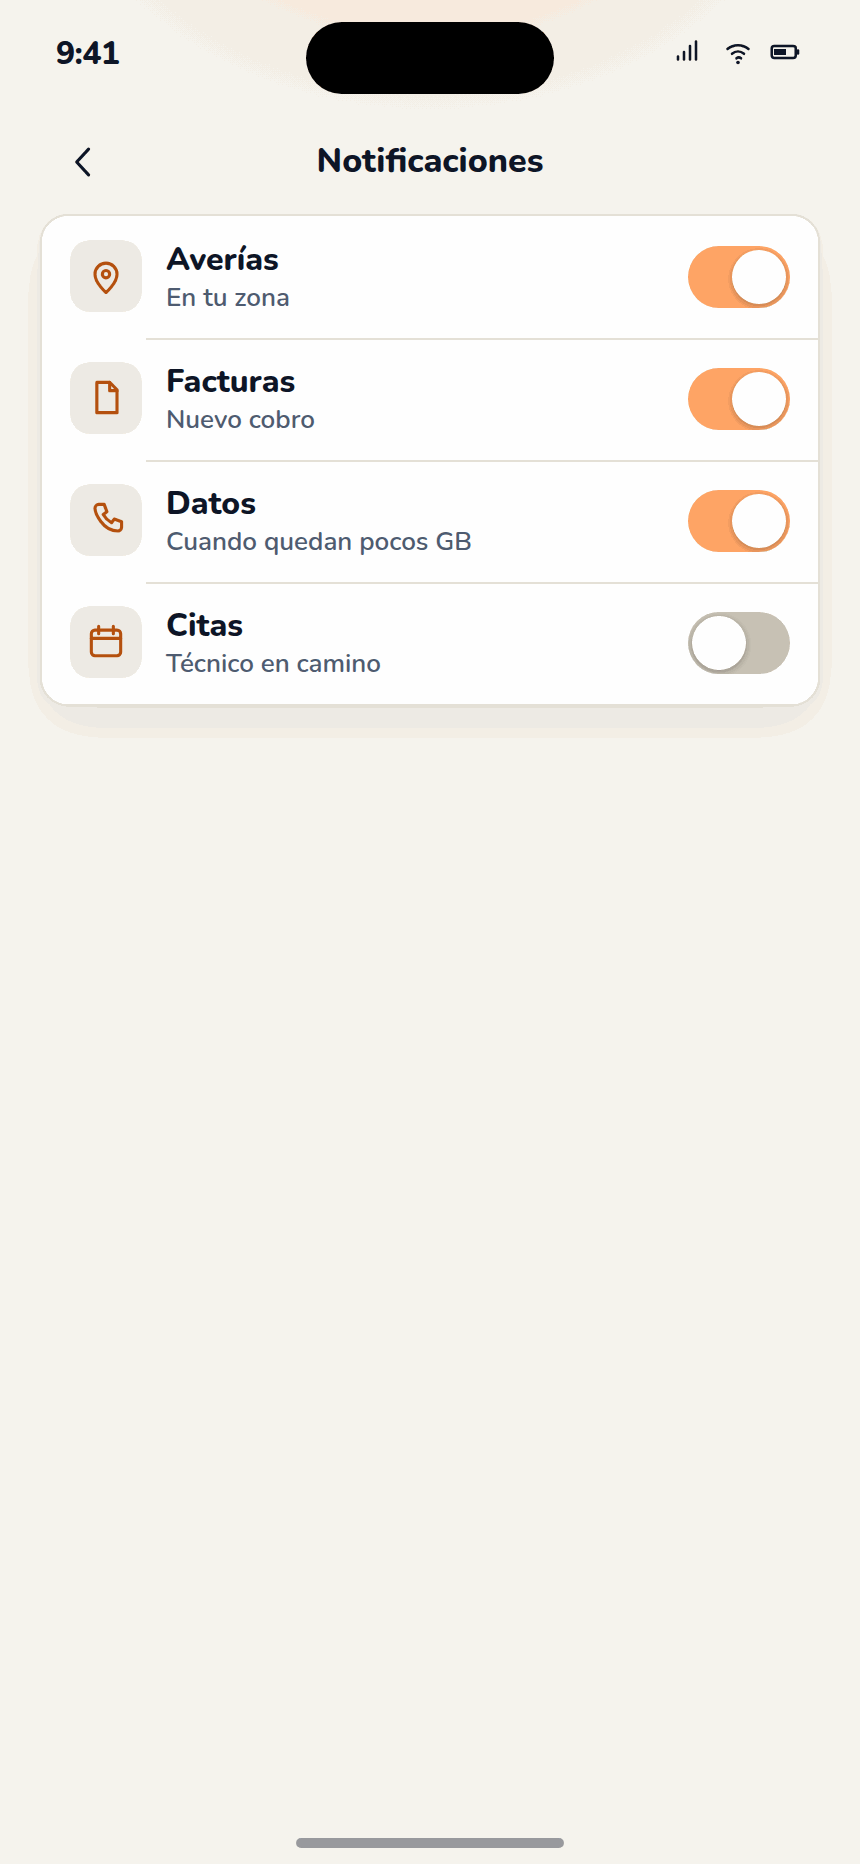 9:41
Notificaciones
Averías
En tu zona
Facturas
Nuevo cobro
Datos
Cuando quedan pocos GB
Citas
Técnico en camino